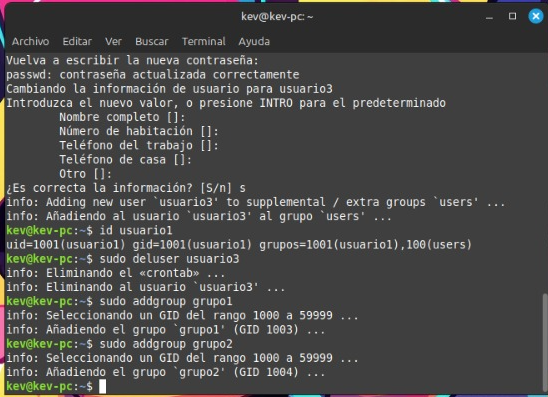 kev@kev-pc: ~
Archivo Editar Ver Buscar Terminal Ayuda
Vuelva a escribir la nueva contraseña:
passwd: contraseña actualizada correctamente
Cambiando la información de usuario para usuario3
Introduzca el nuevo valor, o presione INTRO para el predeterminado
Nombre completo []:
Número de habitación []:
Teléfono del trabajo []:
Teléfono de casa []:
Otro []:
¿Es correcta la información? [S/n] s
info: Adding new user `usuario3' to supplemental / extra groups `users' ...
info: Añadiendo al usuario `usuario3' al grupo `users' ...
kev@kev-pc:~$ id usuario1
uid=1001(usuario1) gid=1001(usuario1) grupos=1001(usuario1),100(users)
kev@kev-pc:~$ sudo deluser usuario3
info: Eliminando el «crontab» ...
info: Eliminando al usuario `usuario3' ...
kev@kev-pc:~$ sudo addgroup grupo1
info: Seleccionando un GID del rango 1000 a 59999 ...
info: Añadiendo el grupo `grupo1' (GID 1003) ...
kev@kev-pc:~$ sudo addgroup grupo2
info: Seleccionando un GID del rango 1000 a 59999 ...
info: Añadiendo el grupo `grupo2' (GID 1004) ...
kev@kev-pc:~$